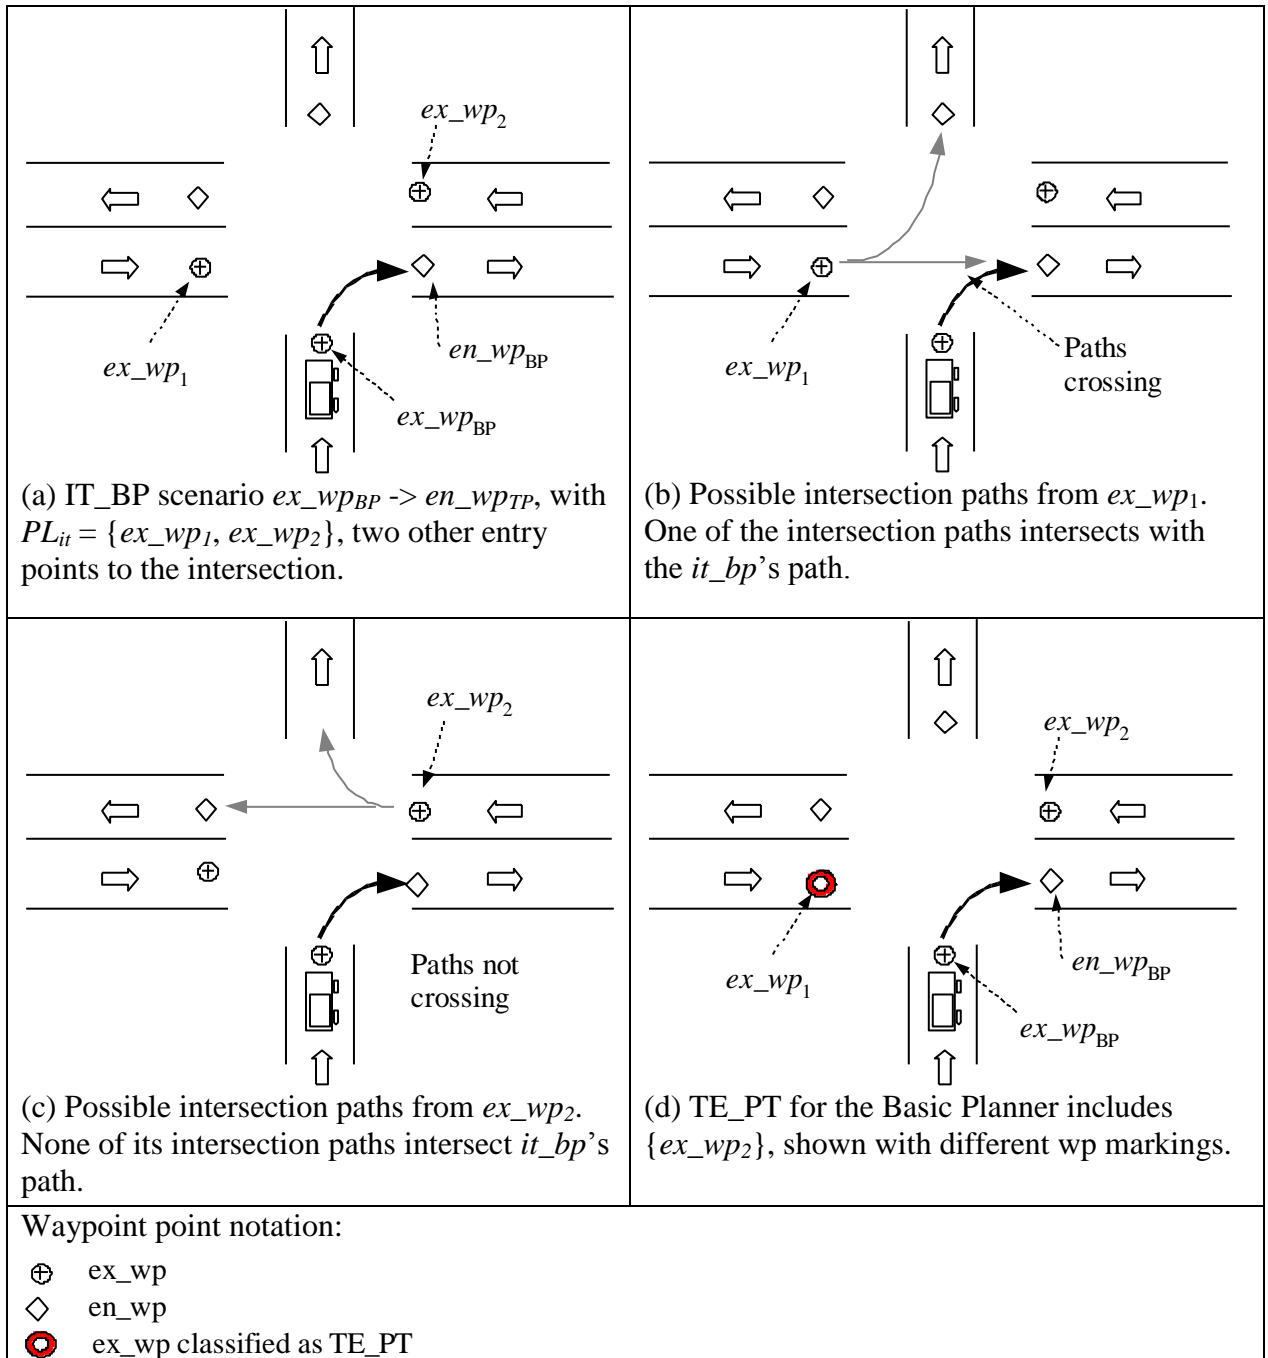 ex_wp2
ex_wp1
en_wpBP
ex_wpBP
(a) IT_BP scenario ex_wpBP -> en_wpTP, with
PLit = {ex_wp1, ex_wp2}, two other entry
points to the intersection.
ex_wp1
Paths
crossing
(b) Possible intersection paths from ex_wp1.
One of the intersection paths intersects with
the it_bp’s path.
ex_wp2
Paths not
crossing
(c) Possible intersection paths from ex_wp2.
None of its intersection paths intersect it_bp’s
path.
ex_wp2
ex_wp1
en_wpBP
ex_wpBP
(d) TE_PT for the Basic Planner includes
{ex_wp2}, shown with different wp markings.
Waypoint point notation:
ex_wp
en_wp
ex_wp classified as TE_PT